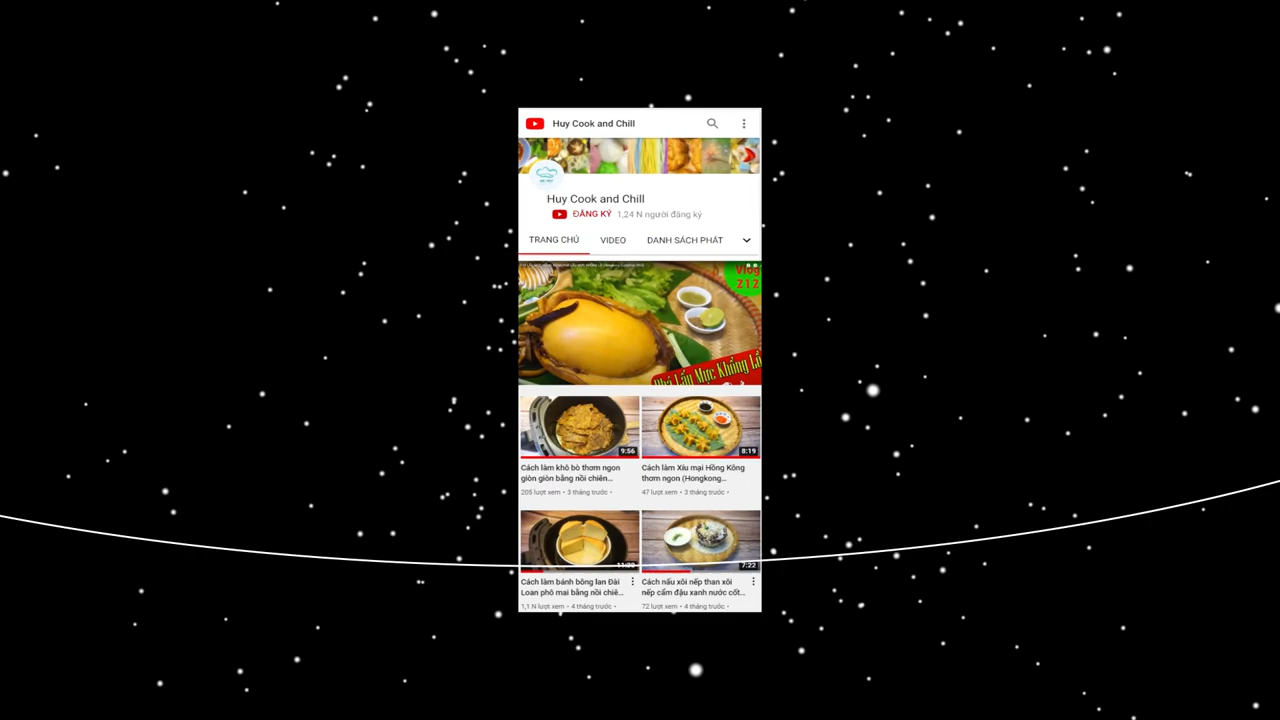 Huy Cook and Chill
Huy Cook and Chill
ĐĂNG KÝ 1,24 N người đăng ký
TRANG CHỦ VIDEO DANH SÁCH PHÁT
Vlog
212
Phá Lấu Mực Khổng Lồ
9:56 8:19
Cách làm khô bò thơm ngon
giòn giòn bằng nồi chiên...
205 lượt xem • 3 tháng trước •
Cách làm Xíu mại Hồng Kông
thơm ngon (Hongkong...
47 lượt xem • 3 tháng trước •
7:22
Cách làm bánh bông lan Đài
Loan phô mai bằng nồi chiê...
1,1 N lượt xem • 4 tháng trước •
Cách nấu xôi nếp than xôi
nếp cẩm đậu xanh nước cốt...
72 lượt xem • 4 tháng trước •